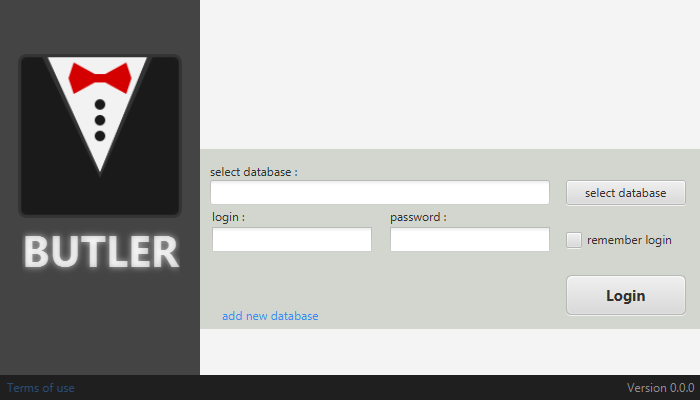 BUTLER
select database :
select database
login :
password :
remember login
Login
add new database
Terms of use
Version 0.0.0